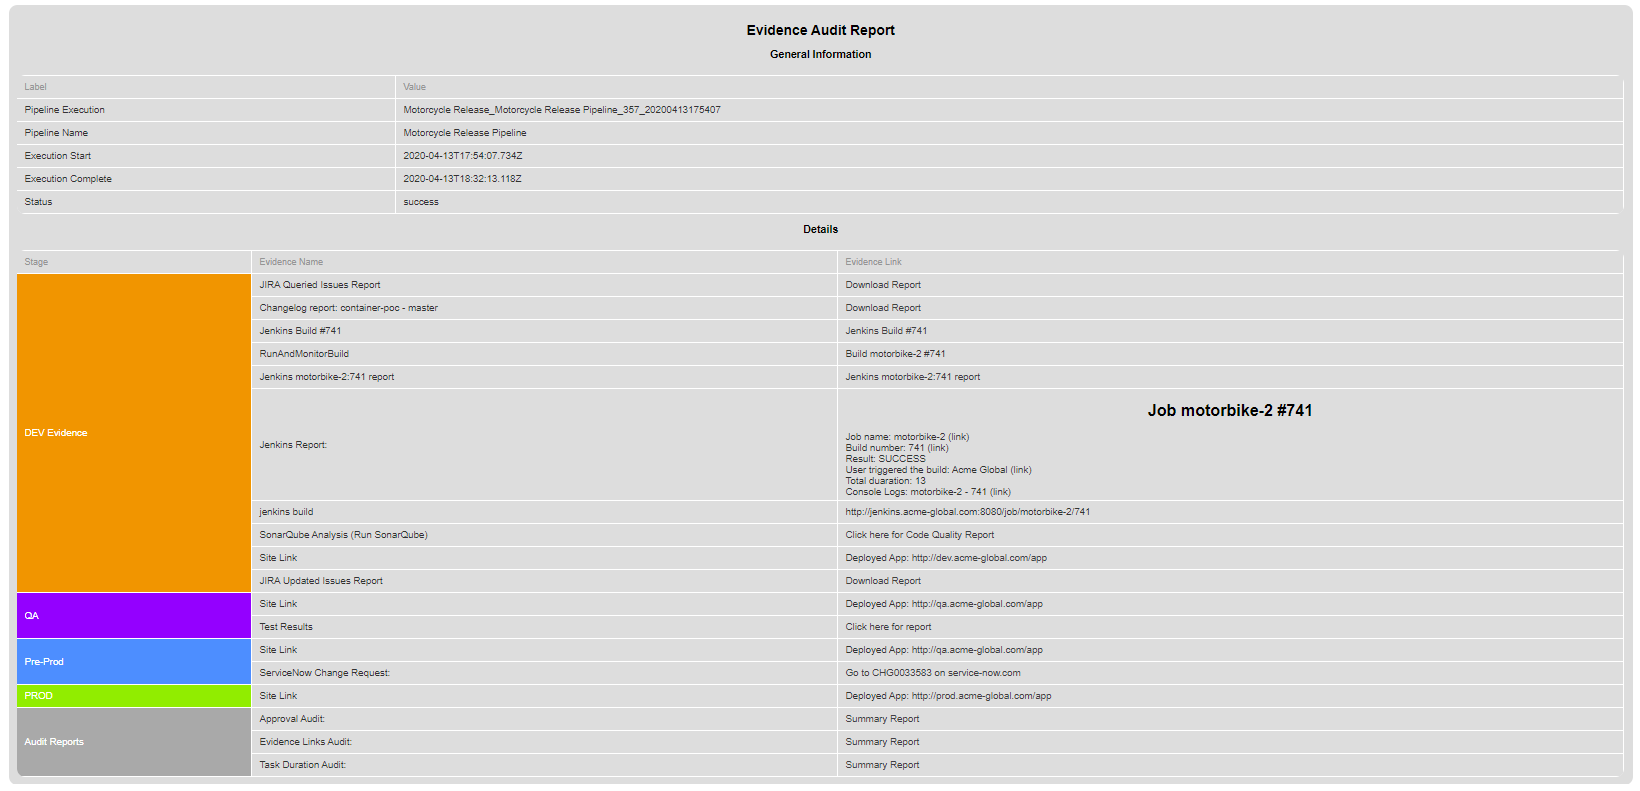 Evidence Audit Report
General Information
Label Value
Pipeline Execution Motorcycle Release_Motorcycle Release Pipeline_357_20200413175407
Pipeline Name Motorcycle Release Pipeline
Execution Start 2020-04-13T17:54:07.734Z
Execution Complete 2020-04-13T18:32:13.118Z
Status success
Details
Stage Evidence Name Evidence Link
DEV Evidence
JIRA Queried Issues Report Download Report
Changelog report: container-poc - master Download Report
Jenkins Build #741 Jenkins Build #741
RunAndMonitorBuild Build motorbike-2 #741
Jenkins motorbike-2:741 report Jenkins motorbike-2:741 report
Jenkins Report:
Job motorbike-2 #741
Job name: motorbike-2 (link)
Build number: 741 (link)
Result: SUCCESS
User triggered the build: Acme Global (link)
Total duaration: 13
Console Logs: motorbike-2 - 741 (link)
jenkins build http://jenkins.acme-global.com:8080/job/motorbike-2/741
SonarQube Analysis (Run SonarQube) Click here for Code Quality Report
Site Link Deployed App: http://dev.acme-global.com/app
JIRA Updated Issues Report Download Report
QA
Site Link Deployed App: http://qa.acme-global.com/app
Test Results Click here for report
Pre-Prod
Site Link Deployed App: http://qa.acme-global.com/app
ServiceNow Change Request: Go to CHG0033583 on service-now.com
PROD Site Link Deployed App: http://prod.acme-global.com/app
Audit Reports
Approval Audit: Summary Report
Evidence Links Audit: Summary Report
Task Duration Audit: Summary Report